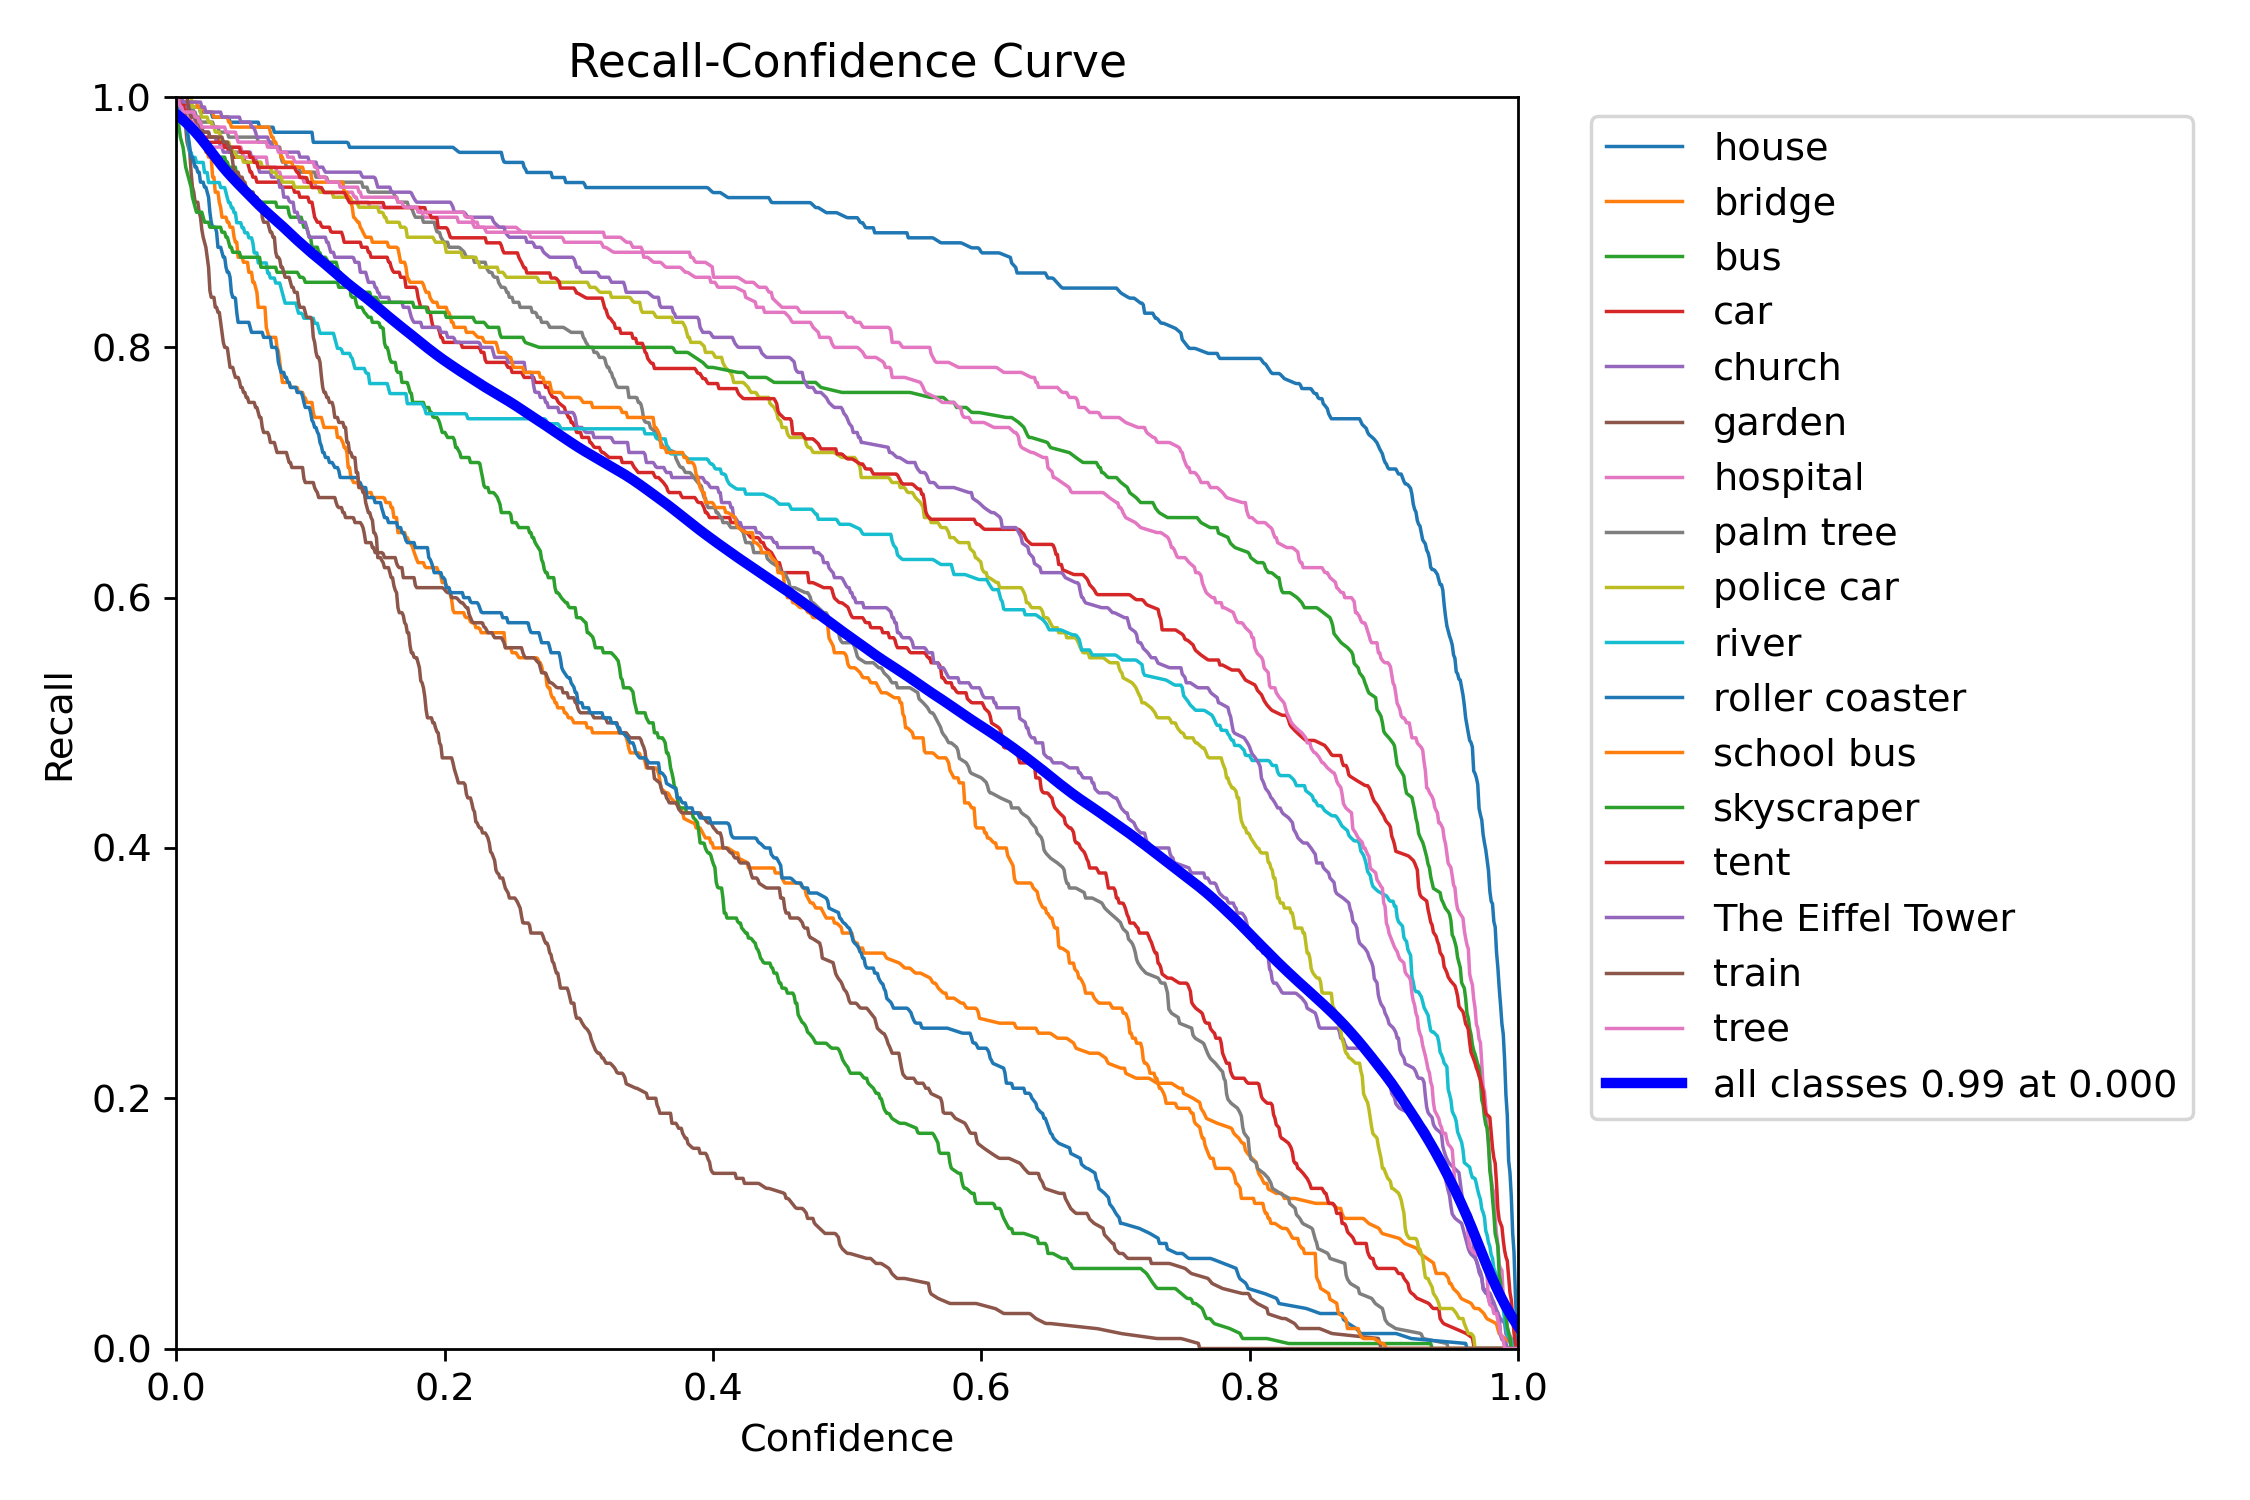 Recall-Confidence Curve
1.0
0.8
0.6
0.4
0.2
0.0
Recall
0.0 0.2 0.4 0.6 0.8 1.0
Confidence
house
bridge
bus
car
church
garden
hospital
palm tree
police car
river
roller coaster
school bus
skyscraper
tent
The Eiffel Tower
train
tree
all classes 0.99 at 0.000